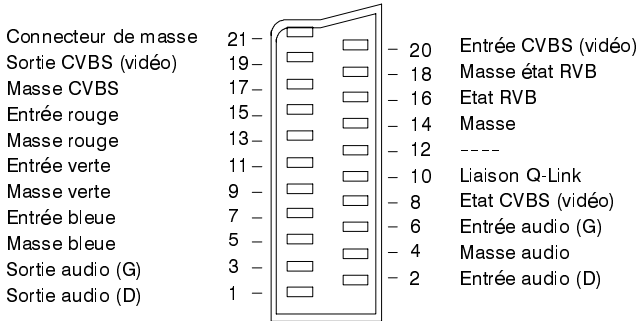 Connecteur de masse 21
Sortie CVBS (vidéo) 19
Masse CVBS 17
Entrée rouge 15
Masse rouge 13
Entrée verte 11
Masse verte 9
Entrée bleue 7
Masse bleue 5
Sortie audio (G) 3
Sortie audio (D) 1
20 Entrée CVBS (vidéo)
18 Masse état RVB
16 Etat RVB
14 Masse
12 ----
10 Liaison Q-Link
8 Etat CVBS (vidéo)
6 Entrée audio (G)
4 Masse audio
2 Entrée audio (D)